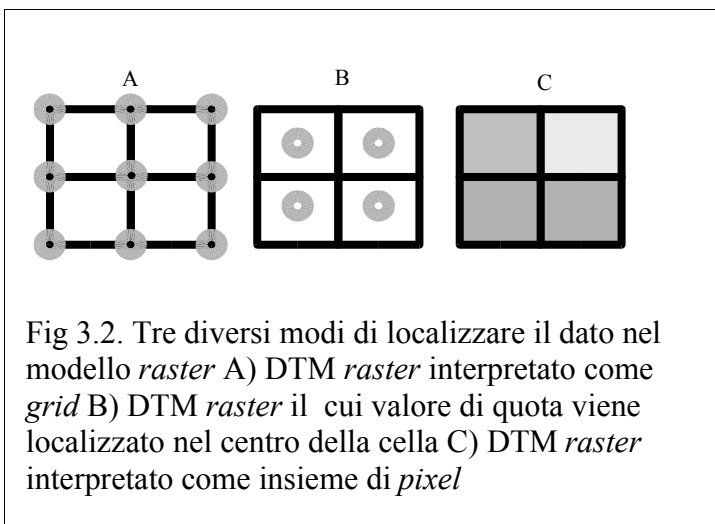 A
B
C
Fig 3.2. Tre diversi modi di localizzare il dato nel
modello raster A) DTM raster interpretato come
grid B) DTM raster il cui valore di quota viene
localizzato nel centro della cella C) DTM raster
interpretato come insieme di pixel